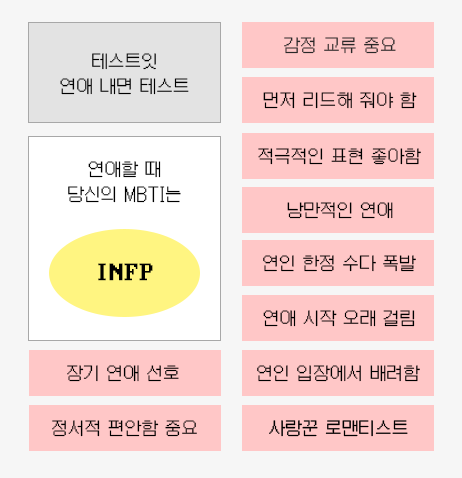 테스트잇
연애 내면 테스트
연애할 때
당신의 MBTI는
INFP
장기 연애 선호
정서적 편안함 중요
감정 교류 중요
먼저 리드해 줘야 함
적극적인 표현 좋아함
낭만적인 연애
연인 한정 수다 폭발
연애 시작 오래 걸림
연인 입장에서 배려함
사랑꾼 로맨티스트